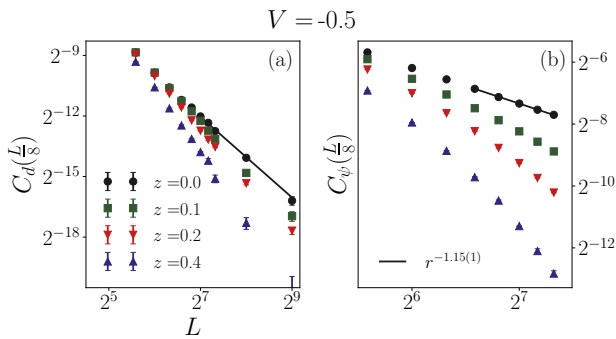 V = -0.5
(a)
2^-9
2^-12
2^-15
2^-18
C_d(L/8)
z = 0.0
z = 0.1
z = 0.2
z = 0.4
2^5
2^7
2^9
L
(b)
2^-6
2^-8
2^-10
2^-12
C_ψ(L/8)
r^-1.15(1)
2^6
2^7
L